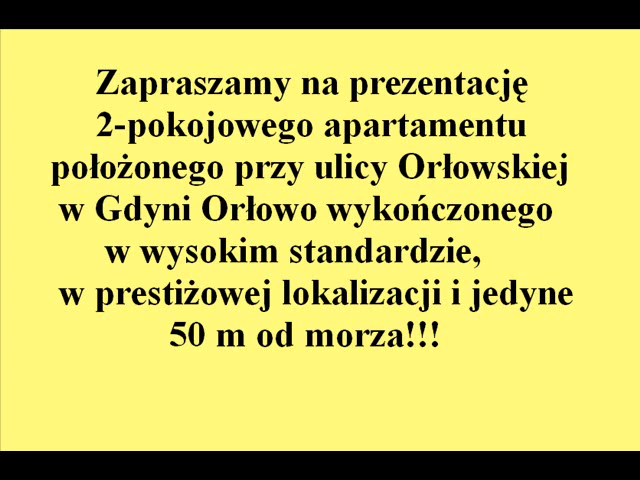 Zapraszamy na prezentację
2-pokojowego apartamentu
położonego przy ulicy Orłowskiej
w Gdyni Orłowo wykończonego
w wysokim standardzie,
w prestiżowej lokalizacji i jedyne
50 m od morza!!!